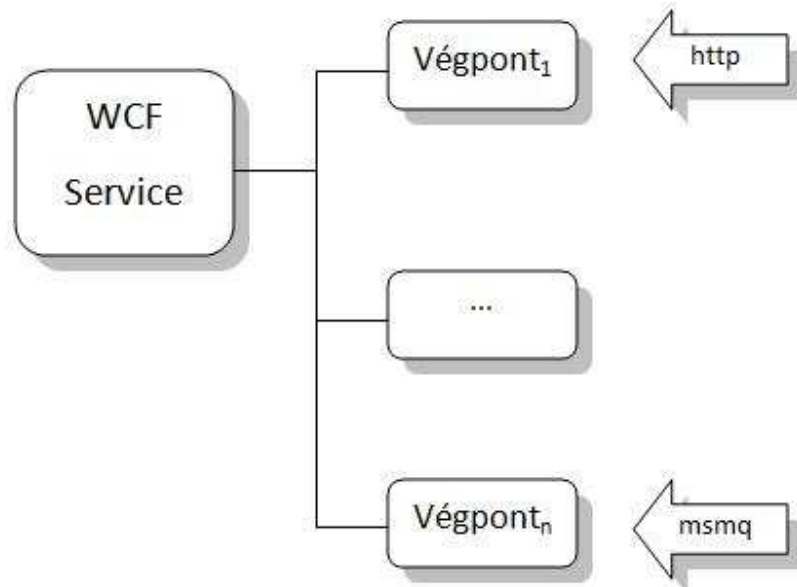 WCF
Service
Végpont₁
http
...
Végpontₙ
msmq